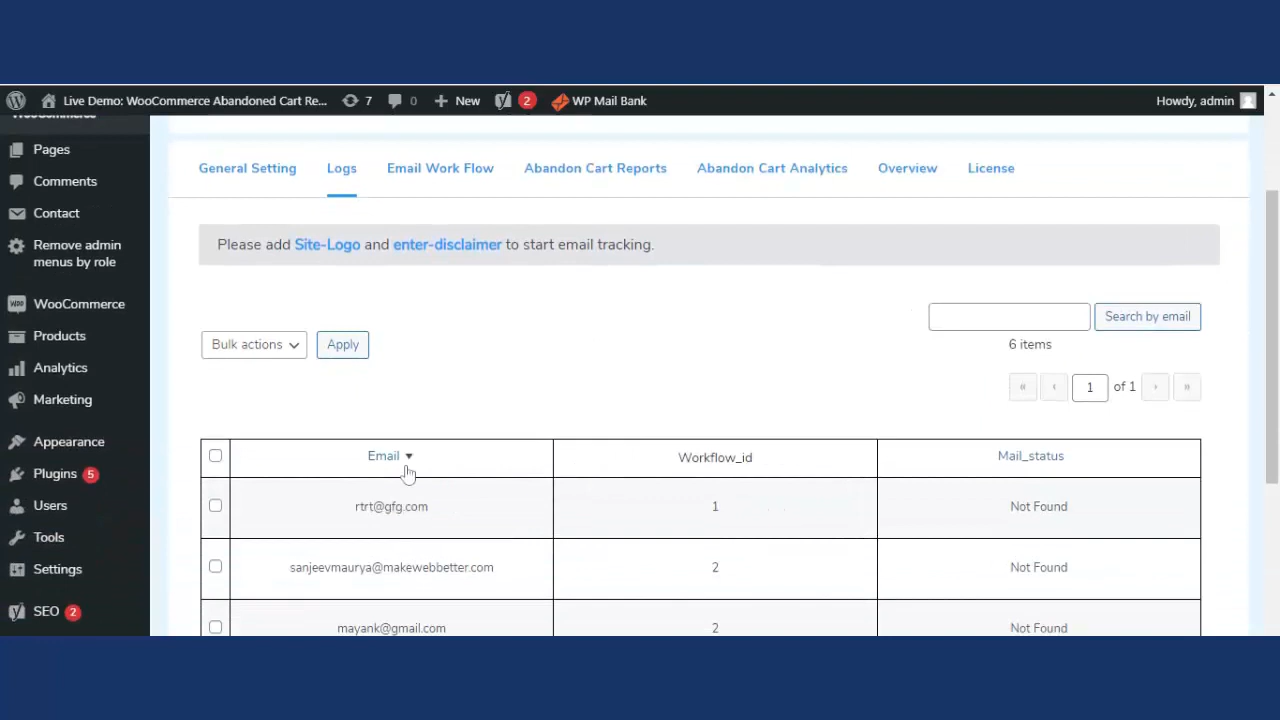 Live Demo: WooCommerce Abandoned Cart Re... 7 0 New 2 WP Mail Bank Howdy, admin
WooCommerce
Pages
Comments
Contact
Remove admin
menus by role
WooCommerce
Products
Analytics
Marketing
Appearance
Plugins 5
Users
Tools
Settings
SEO 2
General Setting Logs Email Work Flow Abandon Cart Reports Abandon Cart Analytics Overview License
Please add Site-Logo and enter-disclaimer to start email tracking.
Search by email
Bulk actions Apply 6 items
« ‹ 1 of 1 › »
Email Workflow_id Mail_status
rtrt@gfg.com 1 Not Found
sanjeevmaurya@makewebbetter.com 2 Not Found
mayank@gmail.com 2 Not Found